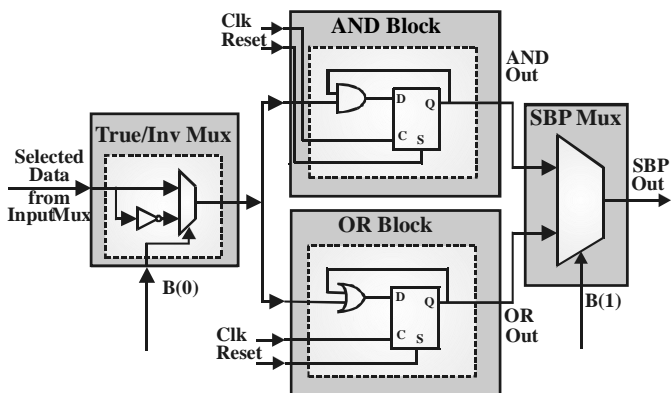 Clk
Reset
AND Block
AND
Out
D
Q
C
S
True/Inv Mux
Selected
Data
from
InputMux
B(0)
SBP Mux
SBP
Out
B(1)
OR Block
D
Q
C
S
OR
Out
Clk
Reset